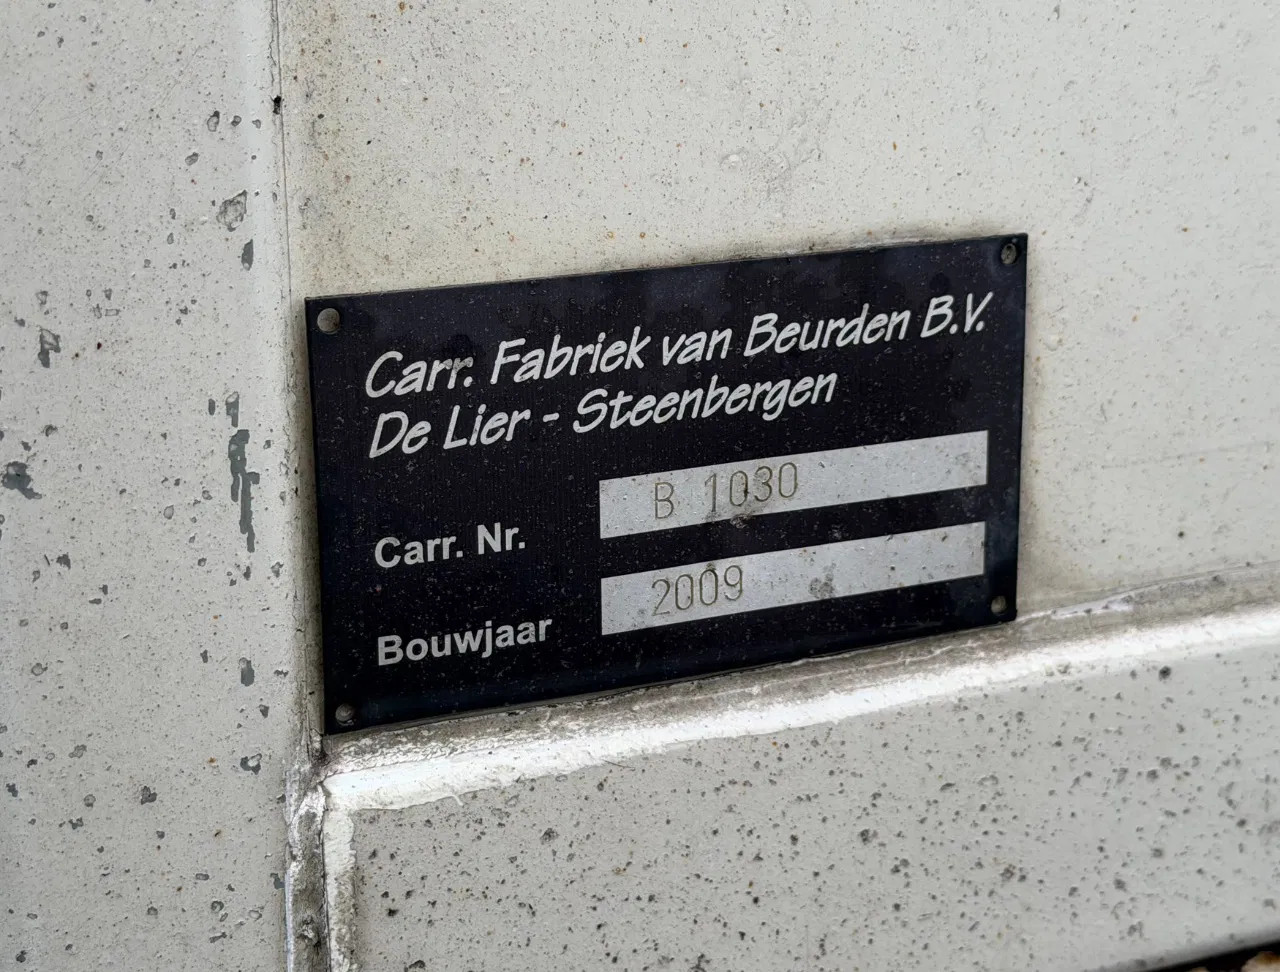 Carr. Fabriek van Beurden B.V.
De Lier - Steenbergen
Carr. Nr. B 1030
Bouwjaar 2009